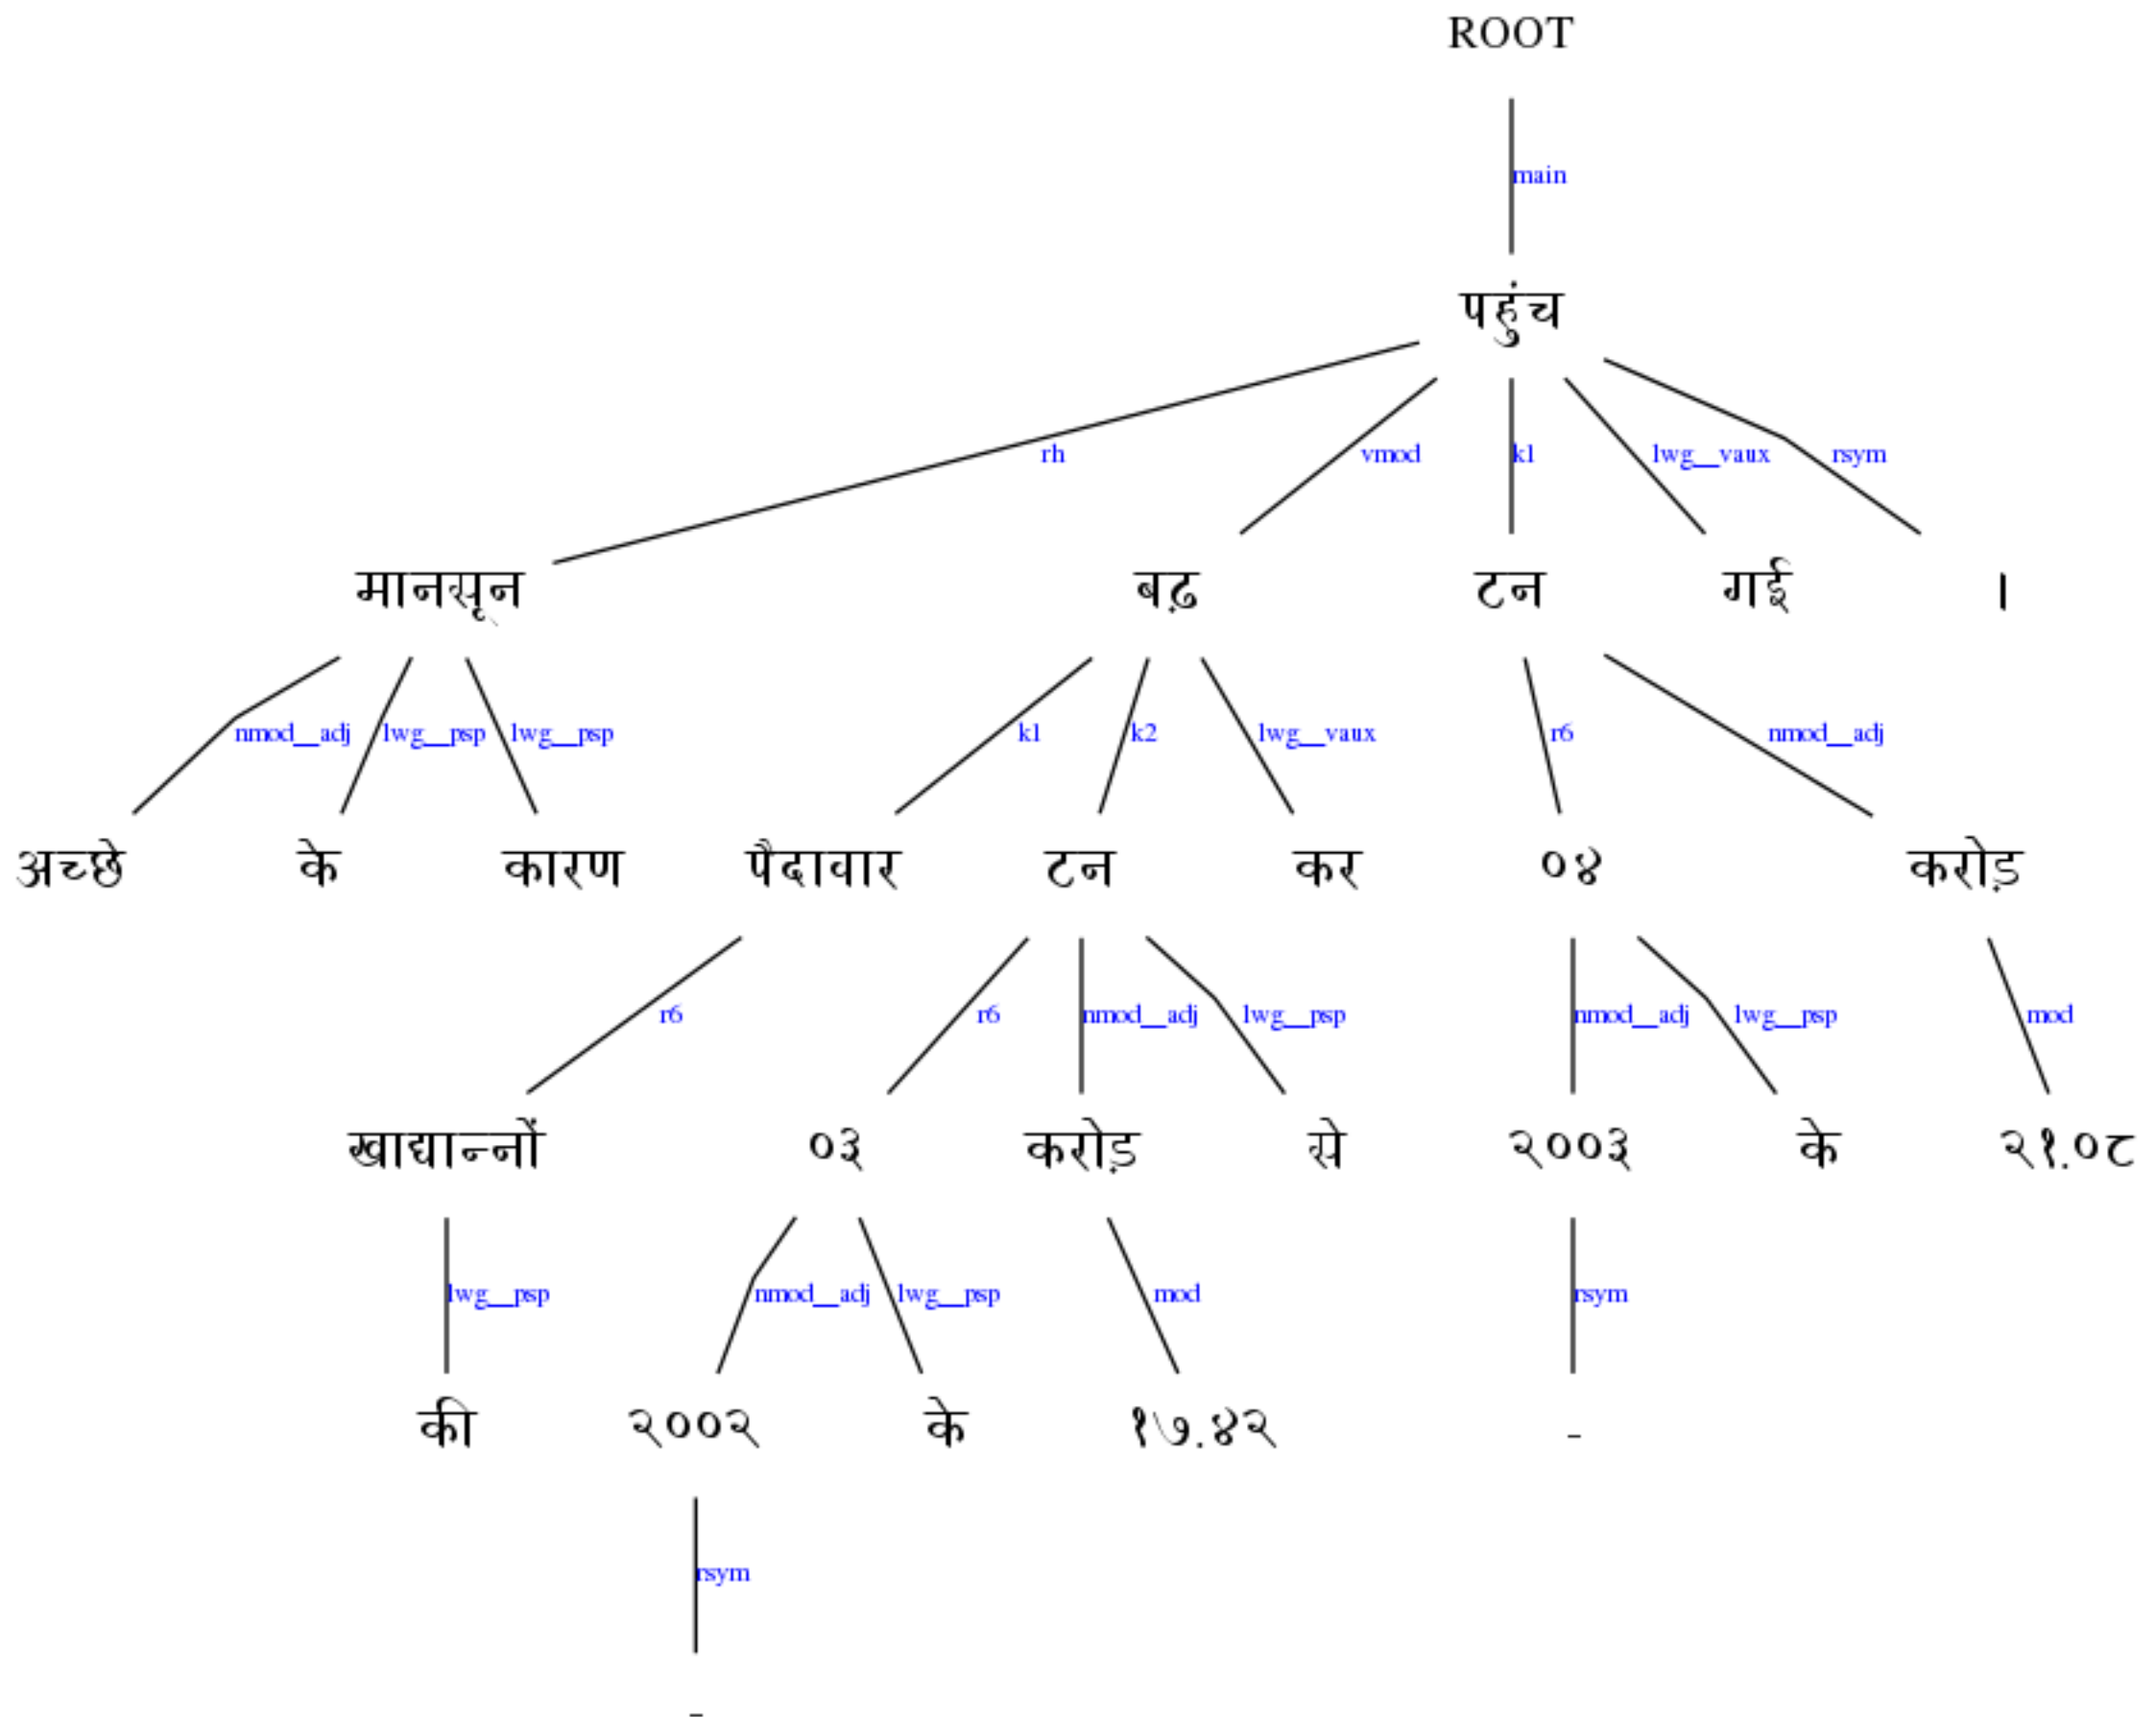 ROOT
main
पहुंच
rh vmod k1 lwg__vaux rsym
मानसून बढ़ टन गई ।
nmod__adj lwg__psp lwg__psp k1 k2 lwg__vaux r6 nmod__adj
अच्छे के कारण पैदावार टन कर ०४ करोड़
r6 r6 nmod__adj lwg__psp nmod__adj lwg__psp mod
खाद्यान्नों ०३ करोड़ से २००३ के २१.०८
lwg__psp nmod__adj lwg__psp mod rsym
की २००२ के १७.४२ -
rsym
-